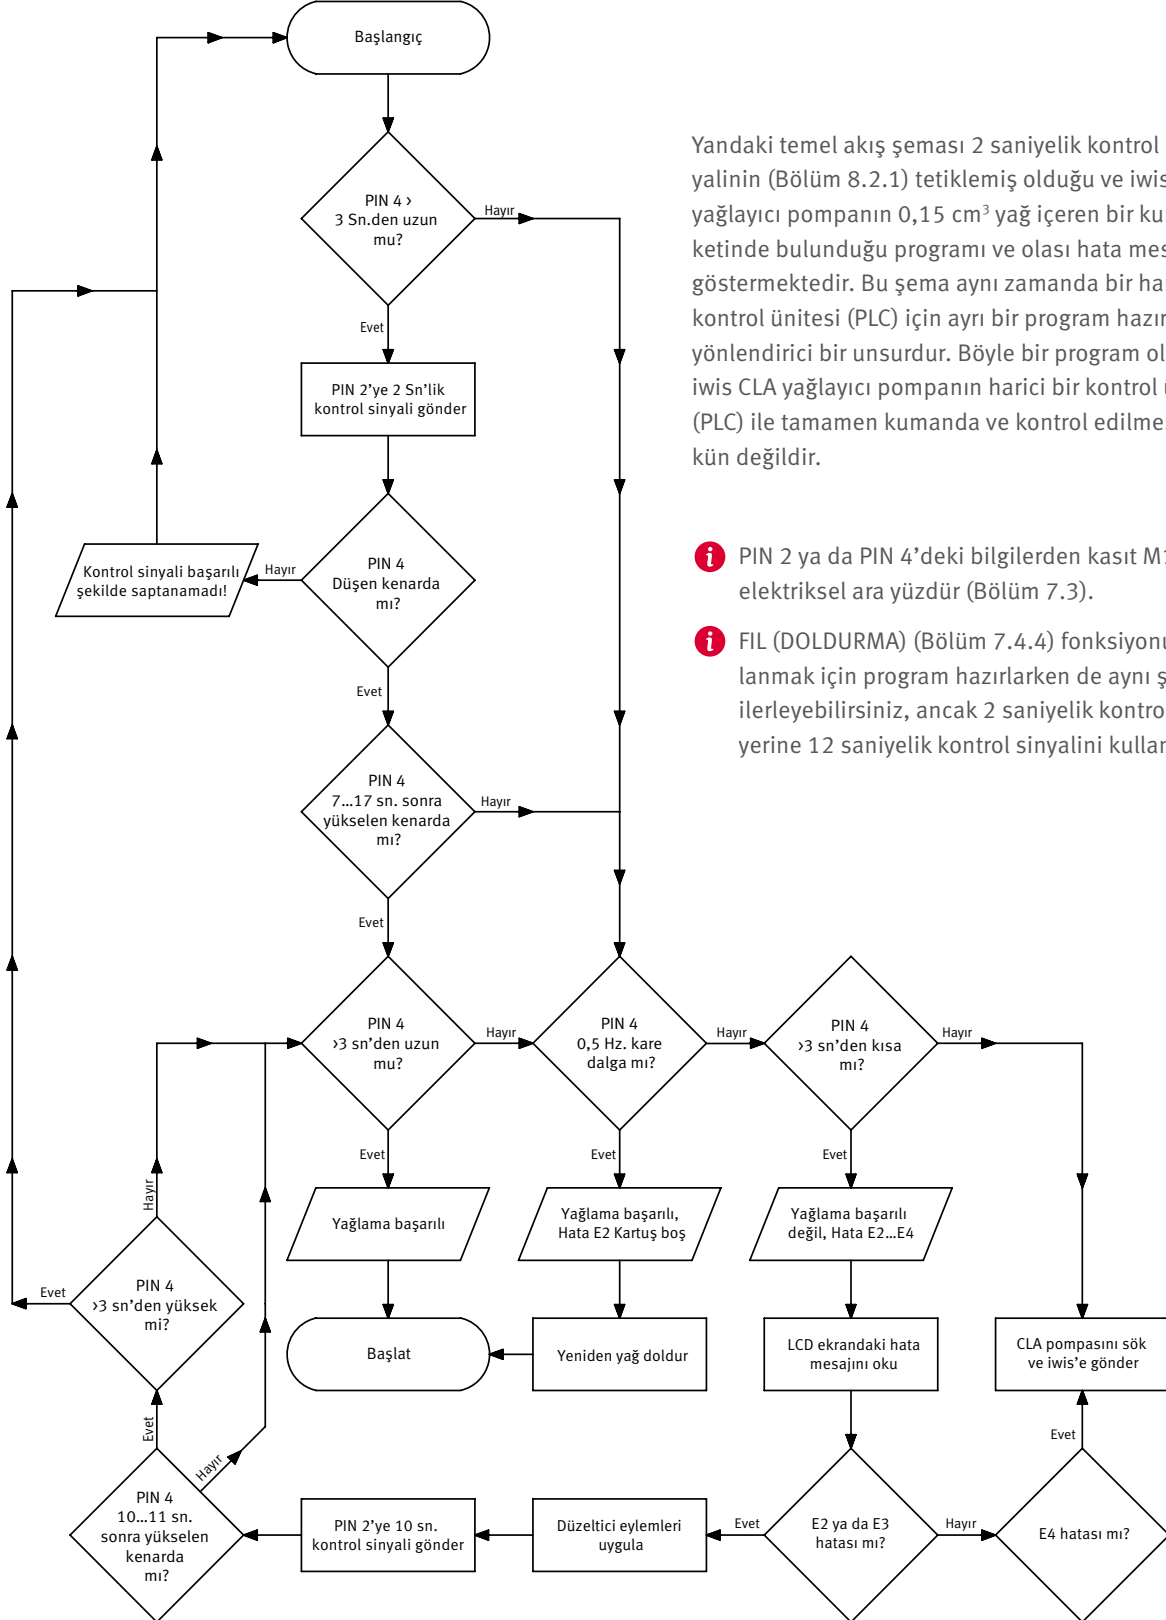 Başlangıç
PIN 4 >
3 Sn.den uzun
mu?
Hayır
Evet
PIN 2’ye 2 Sn’lik
kontrol sinyali gönder
PIN 4
Düşen kenarda
mı?
Hayır
Kontrol sinyali başarılı
şekilde saptanamadı!
Evet
PIN 4
7...17 sn. sonra
yükselen kenarda
mı?
Hayır
Evet
Yandaki temel akış şeması 2 saniyelik kontrol
yalinin (Bölüm 8.2.1) tetiklemiş olduğu ve iwis
yağlayıcı pompanın 0,15 cm³ yağ içeren bir
ketinde bulunduğu programı ve olası hata
göstermektedir. Bu şema aynı zamanda bir
kontrol ünitesi (PLC) için ayrı bir program
yönlendirici bir unsurdur. Böyle bir program
iwis CLA yağlayıcı pompanın harici bir kontrol
(PLC) ile tamamen kumanda ve kontrol
kün değildir.
PIN 2 ya da PIN 4’deki bilgilerden kasıt
elektriksel ara yüzdür (Bölüm 7.3).
FIL (DOLDURMA) (Bölüm 7.4.4)
lanmak için program hazırlarken de aynı
ilerleyebilirsiniz, ancak 2 saniyelik
yerine 12 saniyelik kontrol sinyalini
PIN 4
>3 sn’den uzun
mu?
Hayır
PIN 4
0,5 Hz. kare
dalga mı?
Hayır
PIN 4
>3 sn’den kısa
mı?
Hayır
Evet
Evet
Evet
Yağlama başarılı
Yağlama başarılı,
Hata E2 Kartuş boş
Yağlama başarılı
değil, Hata E2...E4
Hayır
PIN 4
>3 sn’den yüksek
mi?
Evet
Başlat
Yeniden yağ doldur
LCD ekrandaki hata
mesajını oku
CLA pompasını sök
ve iwis’e gönder
Evet
Hayır
Evet
PIN 4
10...11 sn.
sonra yükselen
kenarda
mı?
PIN 2’ye 10 sn.
kontrol sinyali gönder
Düzeltici eylemleri
uygula
Evet
E2 ya da E3
hatası mı?
Hayır
E4 hatası mı?